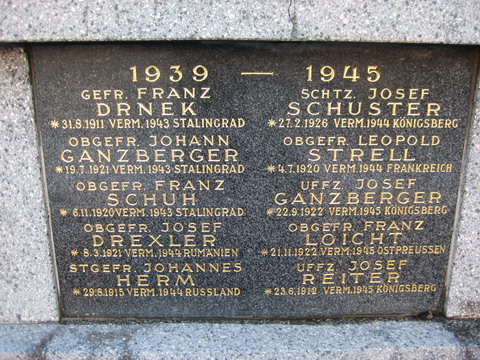 1939 — 1945
GEFR. FRANZ
DRNEK
* 31.8.1911 VERM. 1943 STALINGRAD
OBGEFR. JOHANN
GANZBERGER
* 19.7.1921 VERM. 1943 STALINGRAD
OBGEFR. FRANZ
SCHUH
* 6.11.1920 VERM. 1943 STALINGRAD
OBGEFR. JOSEF
DREXLER
* 8.3.1921 VERM. 1944 RUMÄNIEN
STGEFR. JOHANNES
HERM
* 29.8.1915 VERM. 1944 RUSSLAND
SCHTZ. JOSEF
SCHUSTER
* 27.2.1926 VERM. 1944 KÖNIGSBERG
OBGEFR. LEOPOLD
STRELL
* 4.7.1920 VERM. 1944 FRANKREICH
UFFZ. JOSEF
GANZBERGER
* 22.9.1922 VERM. 1945 KÖNIGSBERG
OBGEFR. FRANZ
LOICHT
* 21.11.1922 VERM. 1945 OSTPREUSSEN
UFFZ. JOSEF
REITER
* 23.6.1912 VERM. 1945 KÖNIGSBERG